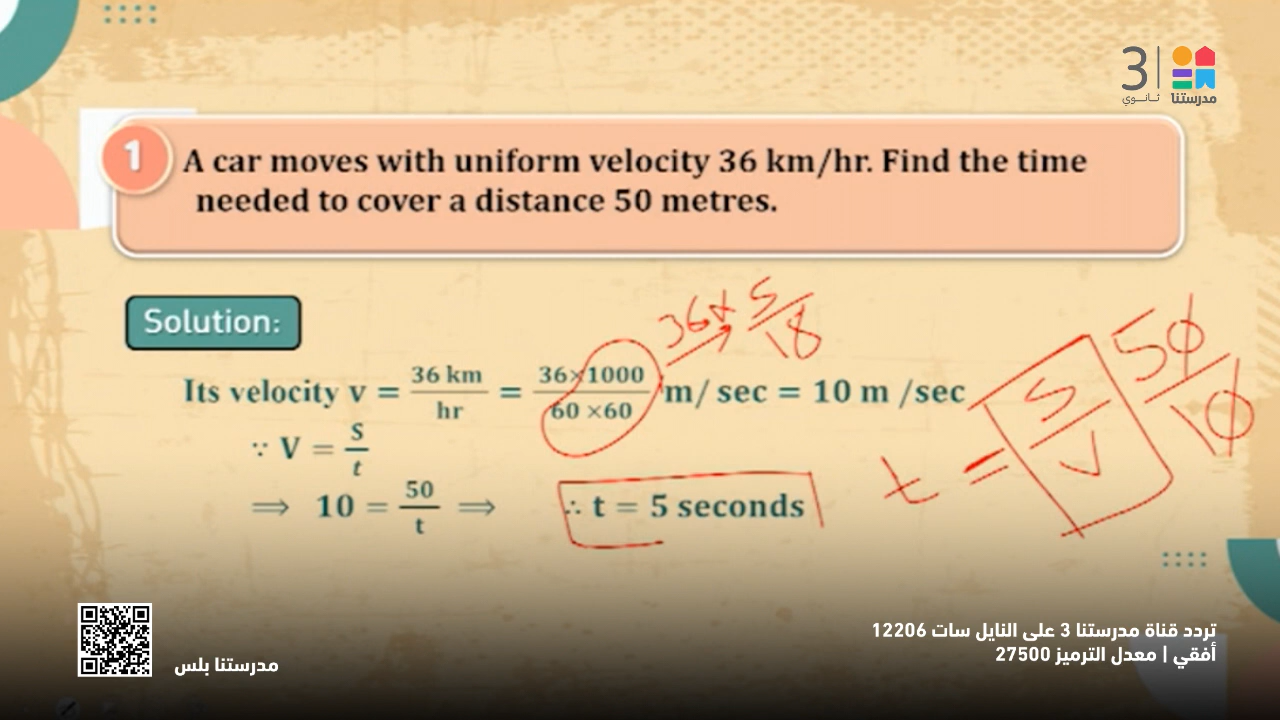 3
ثانوي
مدرستنا
1
A car moves with uniform velocity 36 km/hr. Find the time
needed to cover a distance 50 metres.
Solution:
36 × 5/18
Its velocity v = 36 km/hr = 36×1000/60 ×60 m/ sec = 10 m /sec
∵ V = s/t
⟹ 10 = 50/t ⟹ ∴ t = 5 seconds
t = S/V 50/10
تردد قناة مدرستنا 3 على النايل سات 12206
أفقي | معدل الترميز 27500
مدرستنا بلس